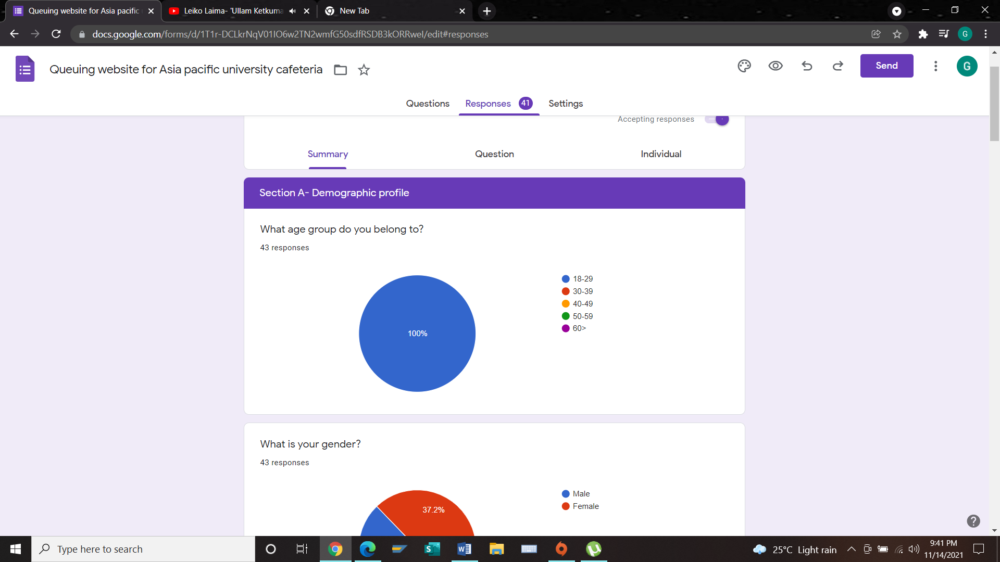 Queuing website for Asia pacific
Leiko Laima- 'Ullam Ketkuma
New Tab
docs.google.com/forms/d/1T1r-DCLkrNqV01IO6w2TN2wmfG50sdfRSDB3kORRweI/edit#responses
G
Queuing website for Asia pacific university cafeteria
Send
G
Questions
Responses 41
Settings
Accepting responses
Summary
Question
Individual
Section A- Demographic profile
What age group do you belong to?
43 responses
100%
18-29
30-39
40-49
50-59
60>
What is your gender?
43 responses
37.2%
Male
Female
Type here to search
25°C Light rain
9:41 PM
11/14/2021